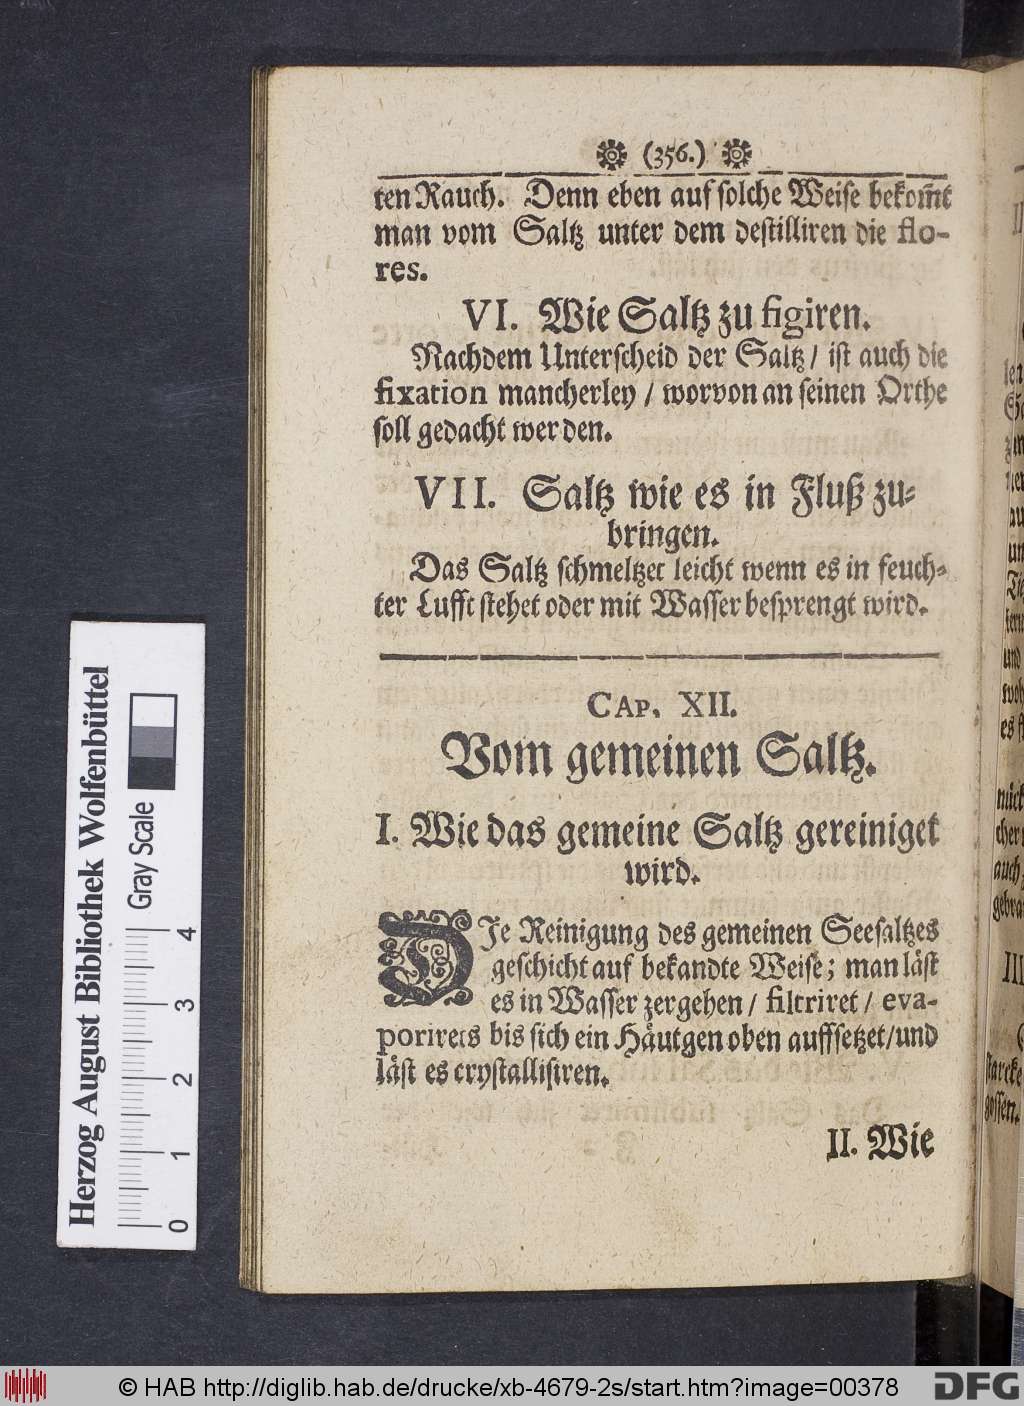 (356.)
ten Rauch. Denn eben auf solche Weise bekom̃t
man vom Saltz unter dem destilliren die flo-
res.
VI. Wie Saltz zu figiren.
Nachdem Unterscheid der Saltz / ist auch die
fixation mancherley / worvon an seinen Orthe
soll gedacht werden.
VII. Saltz wie es in Fluß zu-
bringen.
Das Saltz schmeltzet leicht wenn es in feuch-
ter Lufft stehet oder mit Wasser besprengt wird.
CAP. XII.
Vom gemeinen Saltz.
I. Wie das gemeine Saltz gereiniget
wird.
DJe Reinigung des gemeinen Seesaltzes
geschicht auf bekandte Weise; man läst
es in Wasser zergehen / filtriret / eva-
porirets bis sich ein Häutgen oben auffsetzet/und
läst es crystallisiren.
II. Wie
III
starcke
gossen.
Herzog August Bibliothek Wolfenbüttel
Gray Scale
0 1 2 3 4
© HAB http://diglib.hab.de/drucke/xb-4679-2s/start.htm?image=00378
DFG